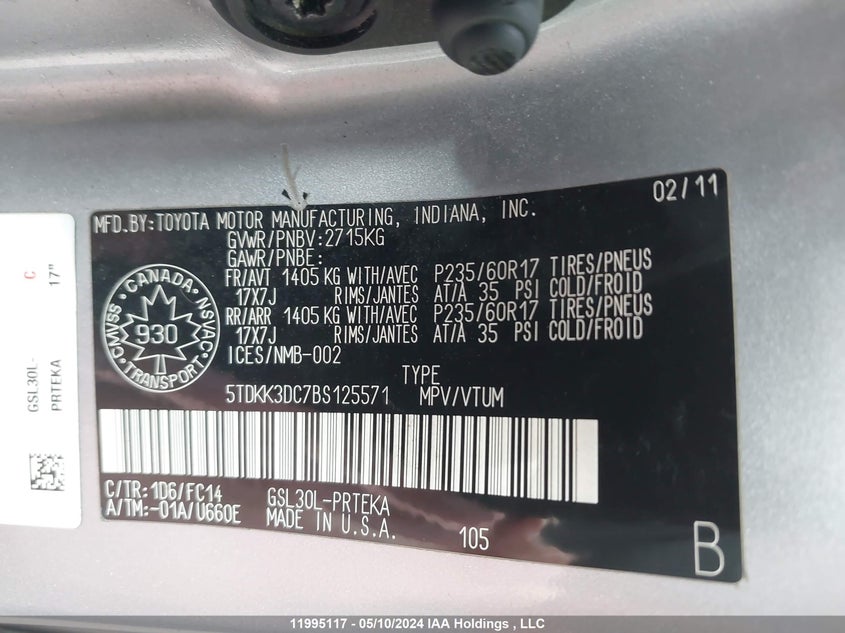 02/11
MFD.BY:TOYOTA MOTOR MANUFACTURING, INDIANA, INC.
GVWR/PNBV:2715KG
GAWR/PNBE:
FR/AVT 1405 KG WITH/AVEC P235/60R17 TIRES/PNEUS
17X7J RIMS/JANTES AT/A 35 PSI COLD/FROID
RR/ARR 1405 KG WITH/AVEC P235/60R17 TIRES/PNEUS
17X7J RIMS/JANTES AT/A 35 PSI COLD/FROID
ICES/NMB-002
CANADA
CMVSS 930 NSVAC
TRANSPORT
TYPE
5TDKK3DC7BS125571 MPV/VTUM
C/TR:1D6/FC14 GSL30L-PRTEKA
A/TM:-01A/U660E MADE IN U.S.A. 105
B
C
17"
GSL30L-
PRTEKA
11995117 - 05/10/2024 IAA Holdings , LLC